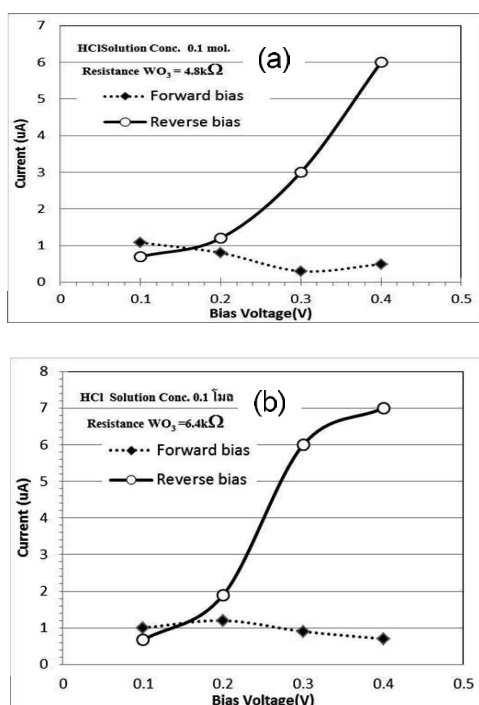 7
HClSolution Conc. 0.1 mol.
(a)
Resistance WO₃ = 4.8kΩ
6
Forward bias
5
Reverse bias
4
3
2
1
0
Current (uA)
0 0.1 0.2 0.3 0.4 0.5
Bias Voltage(V)
8
HCl Solution Conc. 0.1 โมล
(b)
7
Resistance WO₃ =6.4kΩ
6
Forward bias
5
Reverse bias
4
3
2
1
0
Current (uA)
0 0.1 0.2 0.3 0.4 0.5
Bias Voltage(V)